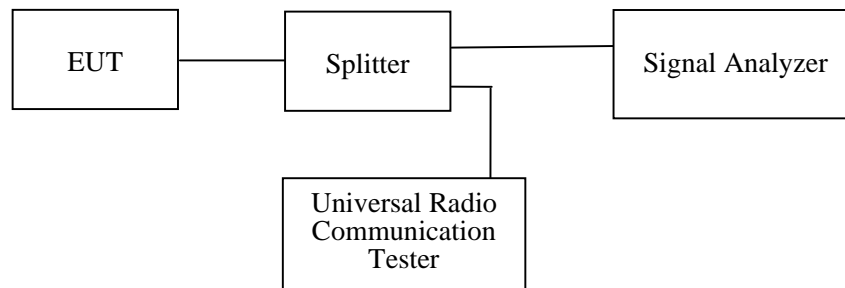 EUT
Splitter
Signal Analyzer
Universal Radio
Communication
Tester